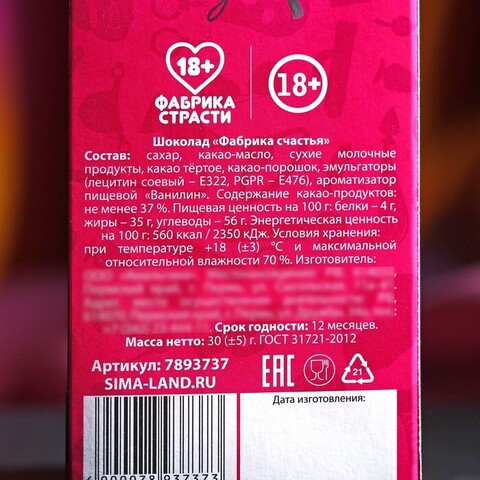 18+
ФАБРИКА
СТРАСТИ
18+
Шоколад «Фабрика счастья»
Состав: сахар, какао-масло, сухие молочные
продукты, какао тёртое, какао-порошок, эмульгаторы
(лецитин соевый – Е322, PGPR – Е476), ароматизатор
пищевой «Ванилин». Содержание какао-продуктов:
не менее 37 %. Пищевая ценность на 100 г: белки – 4 г,
жиры – 35 г, углеводы – 56 г. Энергетическая ценность
на 100 г: 560 ккал / 2350 кДж. Условия хранения:
при температуре +18 (±3) °C и максимальной
относительной влажности 70 %. Изготовитель:
Срок годности: 12 месяцев.
Масса нетто: 30 (±5) г. ГОСТ 31721-2012
Артикул: 7893737
SIMA-LAND.RU
EAC
21
Дата изготовления: